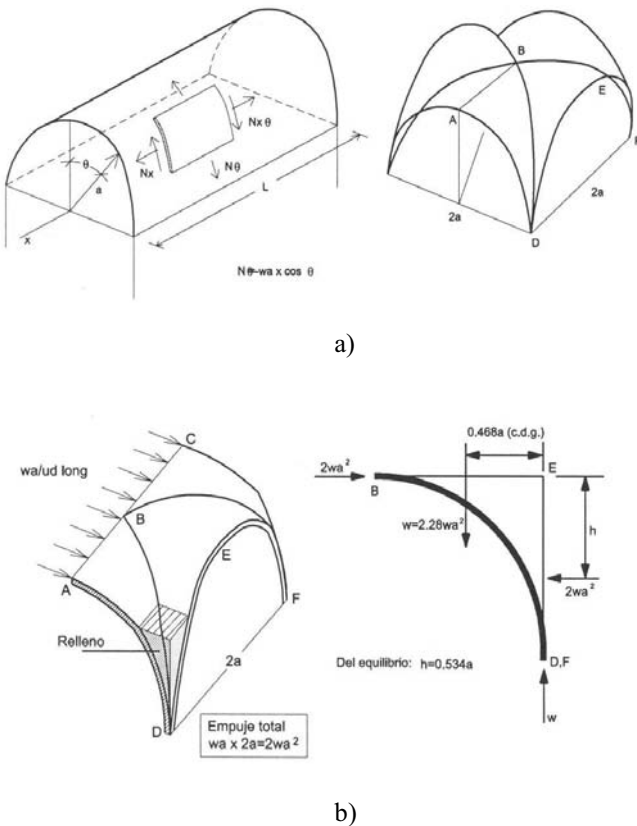 Nx θ
Nx
Nθ
θ
a
x
L
Nθ=-wa x cos θ
B
A
E
F
D
2a
2a
a)
C
wa/ud long
B
A
E
F
Relleno
2a
D
Empuje total
wa x 2a=2wa²
0.468a (c.d.g.)
2wa²
B
E
w=2.28wa²
h
2wa²
Del equilibrio: h=0,534a
D,F
w
b)